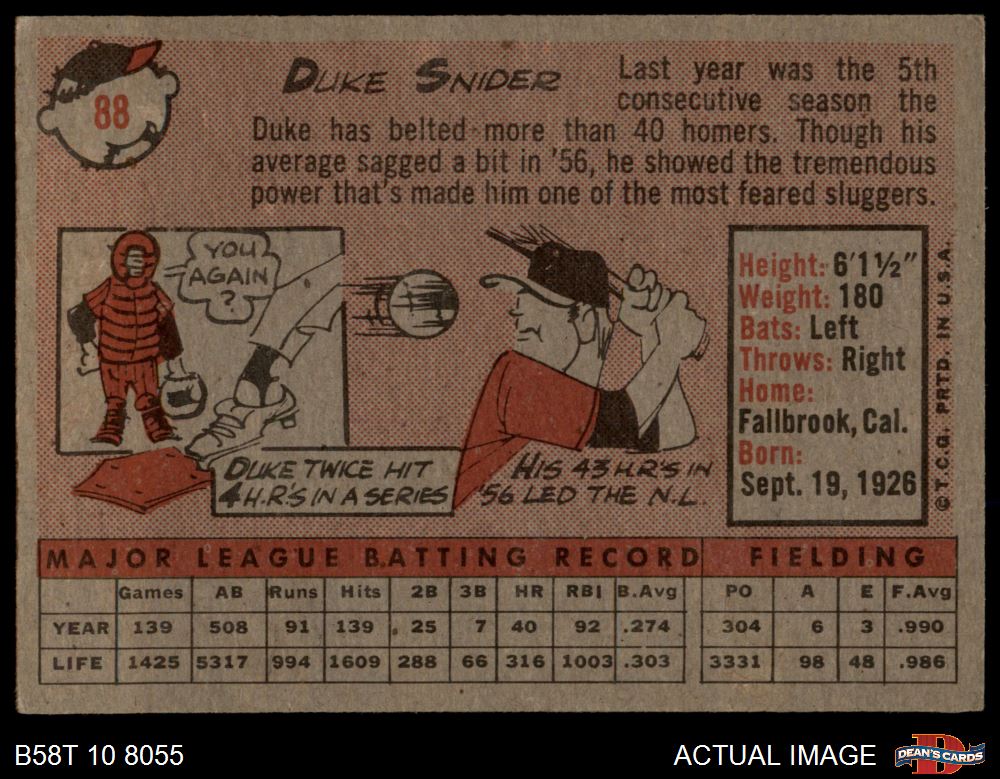 88
DUKE SNIDER
Last year was the 5th
consecutive season the
Duke has belted more than 40 homers. Though his
average sagged a bit in '56, he showed the tremendous
power that's made him one of the most feared sluggers.
YOU
AGAIN
?
DUKE TWICE HIT
4 H.R'S IN A SERIES
HIS 43 H.R'S IN
'56 LED THE N.L.
Height: 6'1½"
Weight: 180
Bats: Left
Throws: Right
Home:
Fallbrook, Cal.
Born:
Sept. 19, 1926
© T.C.G. PRTD. IN U.S.A.
MAJOR LEAGUE BATTING RECORD FIELDING
Games AB Runs Hits 2B 3B HR RBI B.Avg PO A E F.Avg
YEAR 139 508 91 139 25 7 40 92 .274 304 6 3 .990
LIFE 1425 5317 994 1609 288 66 316 1003 .303 3331 98 48 .986
B58T 10 8055
ACTUAL IMAGE
D
DEAN'S CARDS